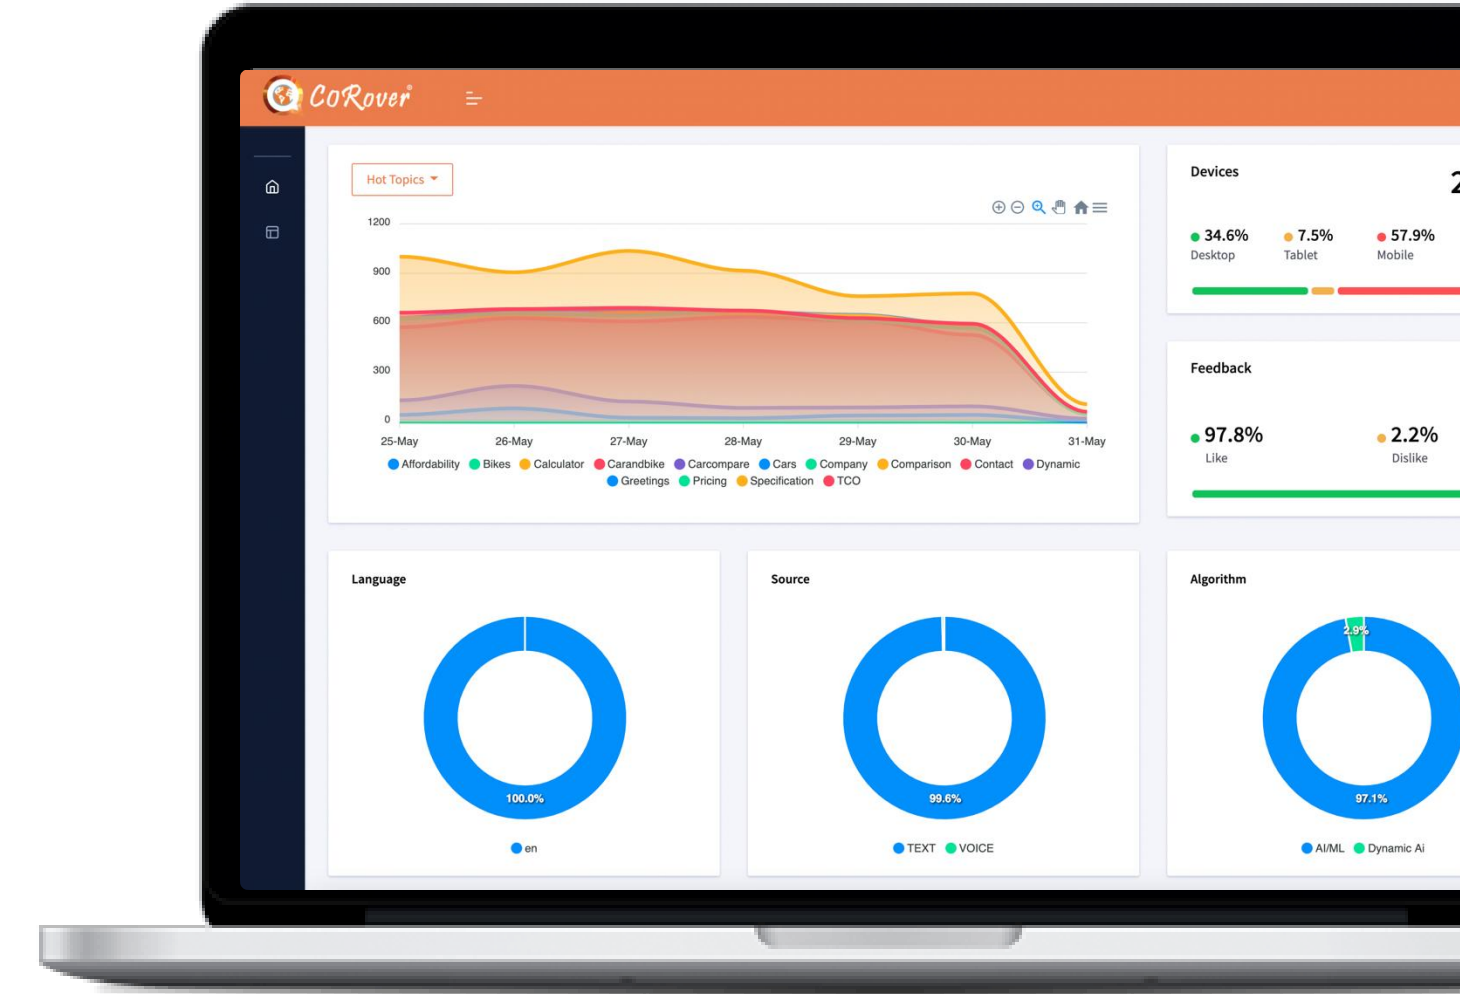 CoRover®
Hot Topics
1200
900
600
300
0
25-May 26-May 27-May 28-May 29-May 30-May 31-May
Affordability Bikes Calculator Carandbike Carcompare Cars Company Comparison Contact Dynamic
Greetings Pricing Specification TCO
Devices
34.6% 7.5% 57.9%
Desktop Tablet Mobile
Feedback
97.8% 2.2%
Like Dislike
Language
100.0%
en
Source
99.6%
TEXT VOICE
Algorithm
2.9%
97.1%
AI/ML Dynamic Ai